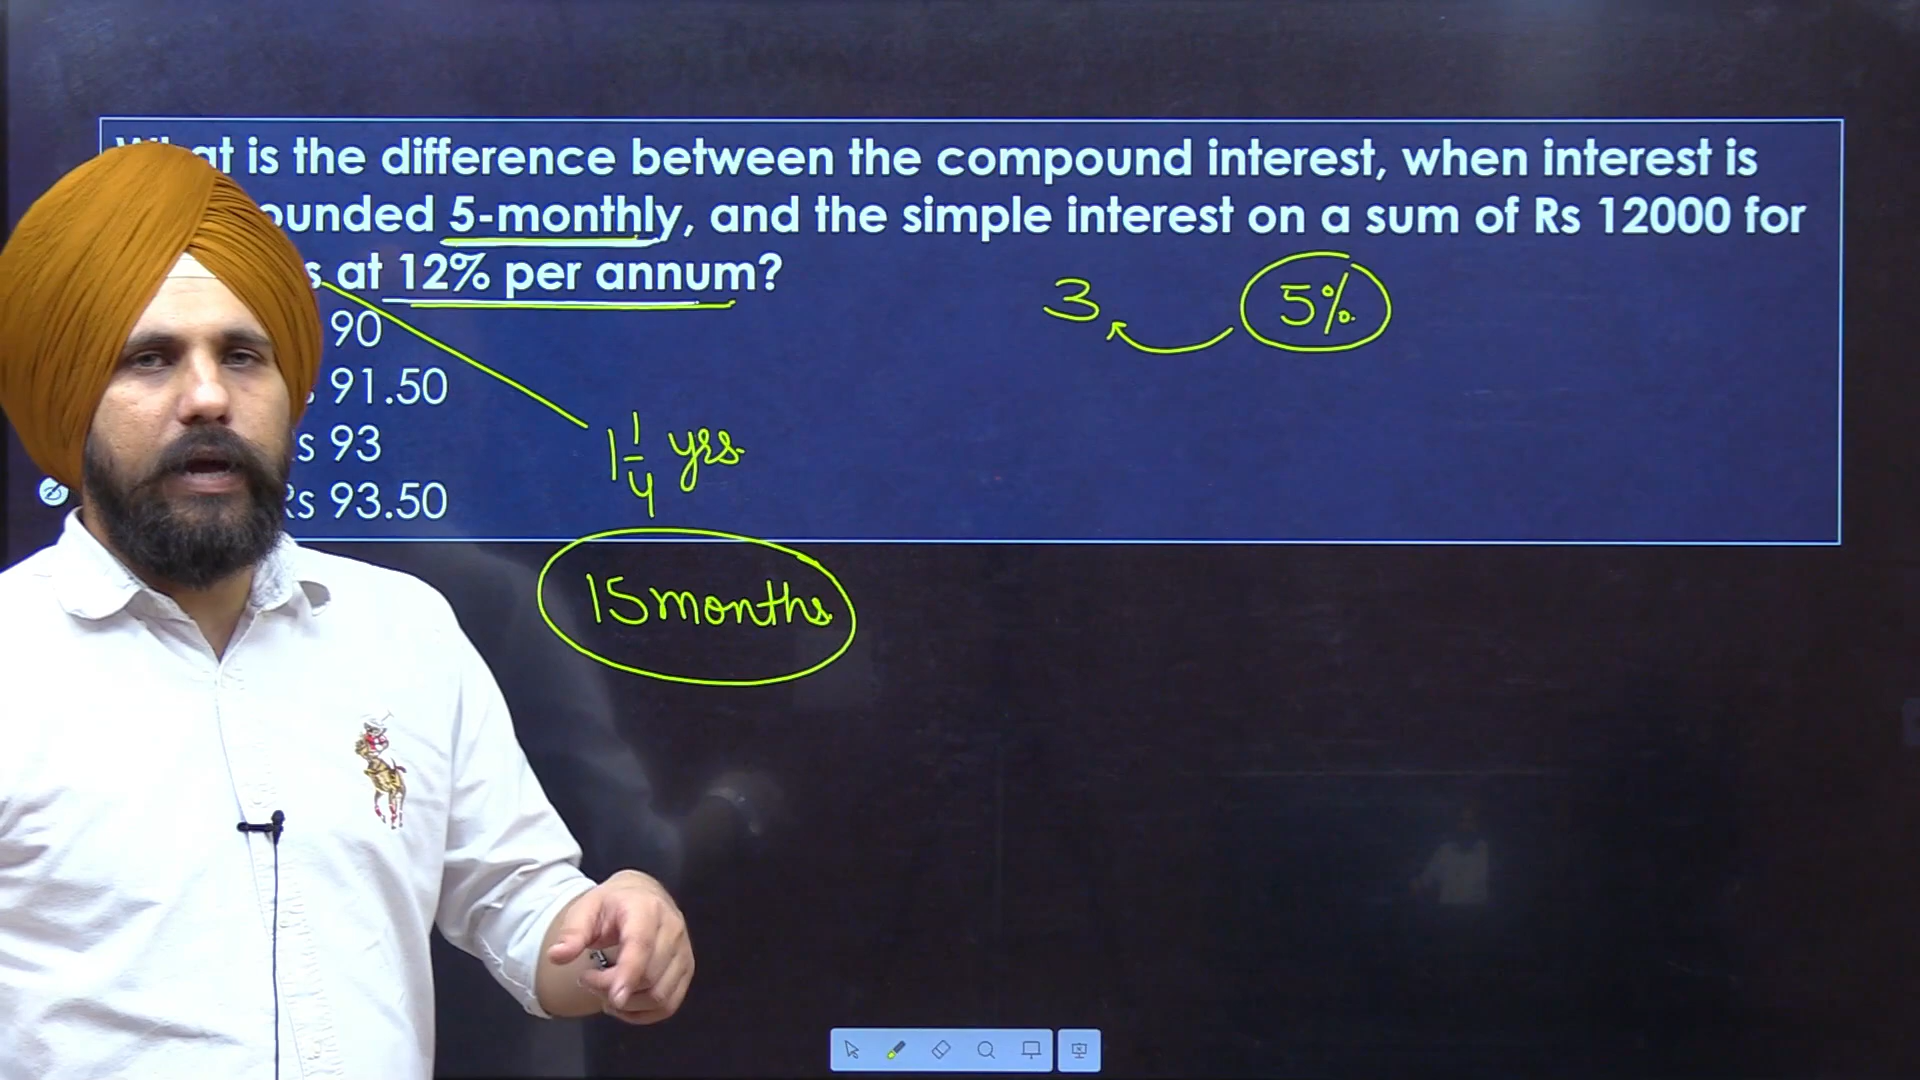 at is the difference between the compound interest, when interest is
ounded 5-monthly, and the simple interest on a sum of Rs 12000 for
s at 12% per annum?
3
5%
90
91.50
1 1/4 yrs.
s 93
Rs 93.50
15 months